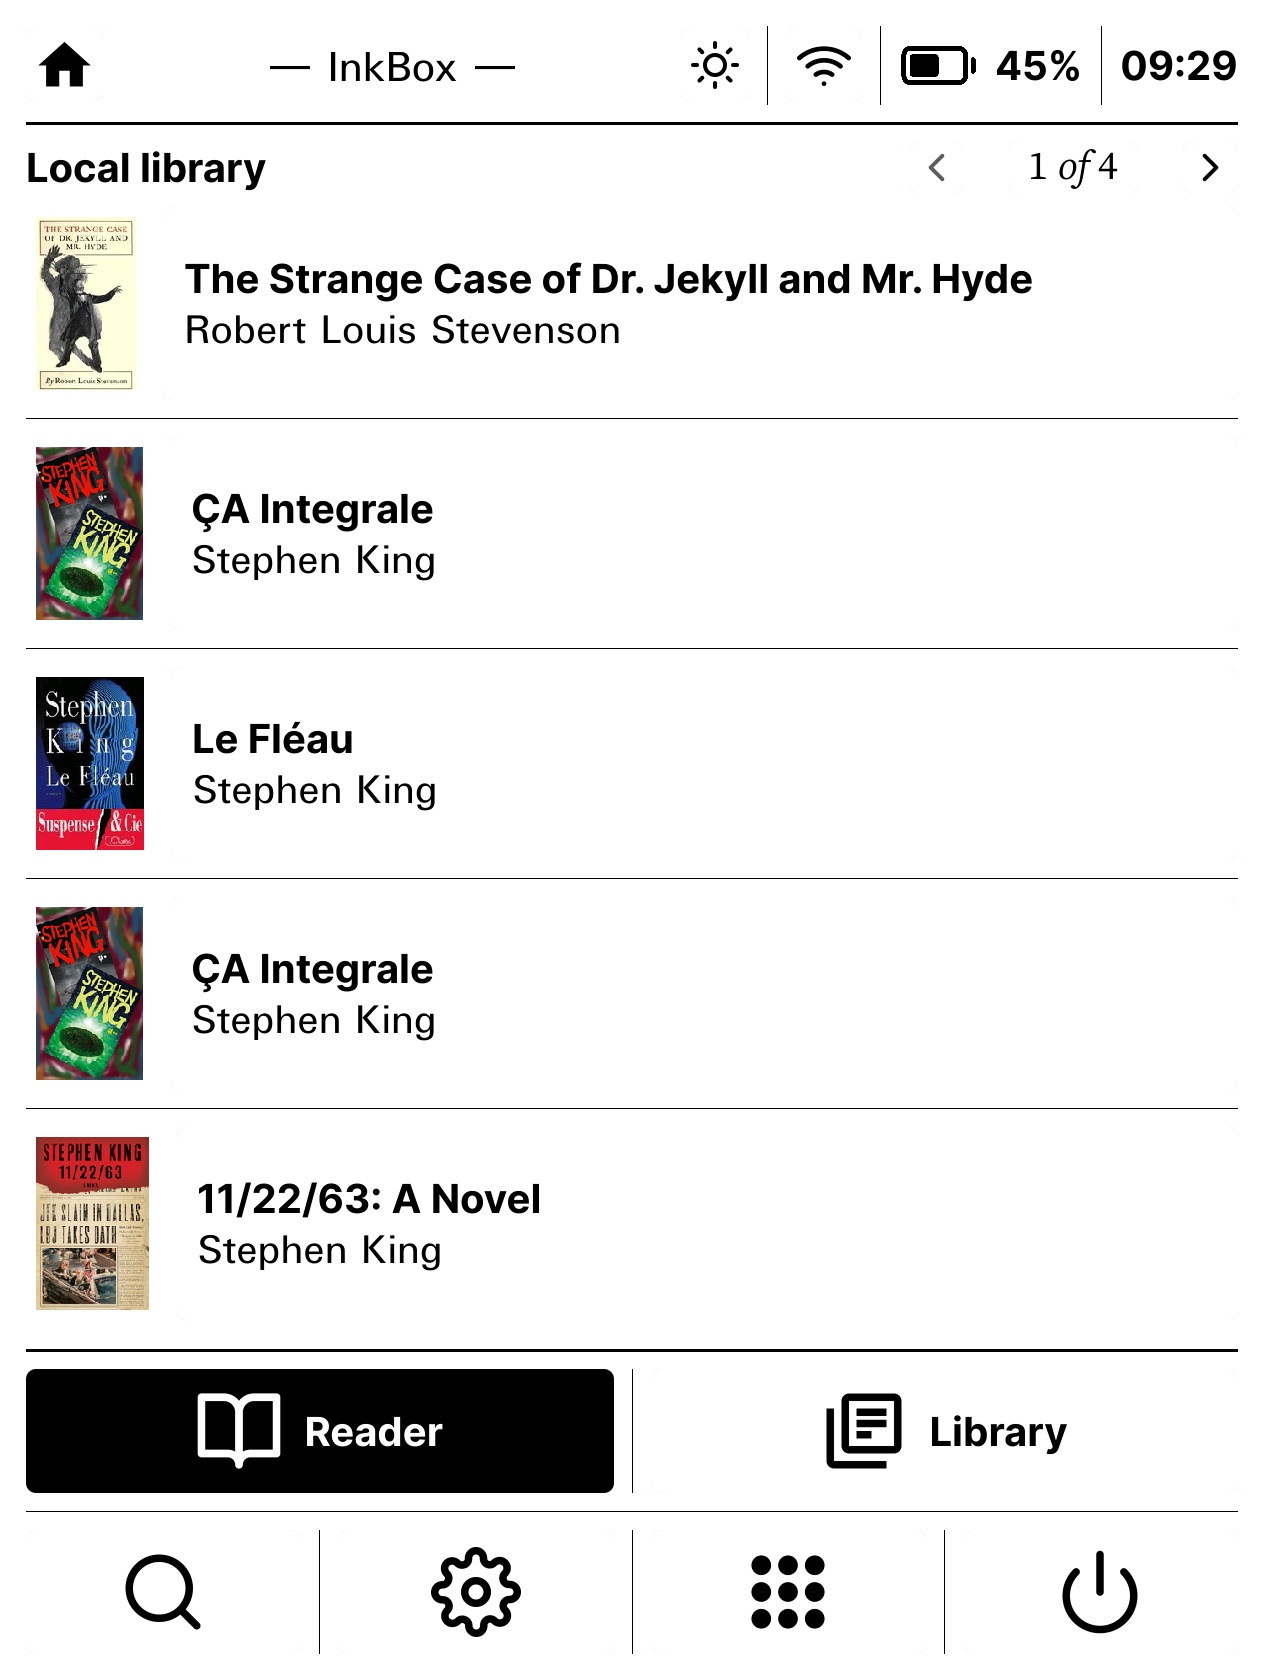 — InkBox —
45%
09:29
Local library
1 of 4
THE STRANGE CASE
OF DR. JEKYLL AND
MR. HYDE
By Robert Louis Stevenson
The Strange Case of Dr. Jekyll and Mr. Hyde
Robert Louis Stevenson
STEPHEN
KING
STEPHEN
KING
ÇA Integrale
Stephen King
Stephen
King
Le Fléau
Suspense & Cie
Le Fléau
Stephen King
STEPHEN
KING
STEPHEN
KING
ÇA Integrale
Stephen King
STEPHEN KING
11/22/63
JFK SLAIN IN DALLAS,
LBJ TAKES OATH
11/22/63: A Novel
Stephen King
Reader
Library